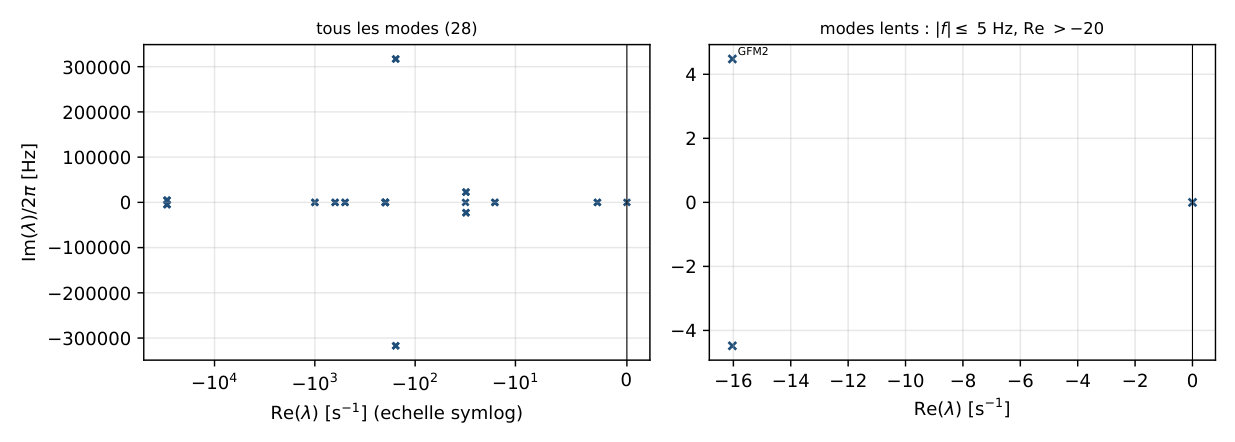 tous les modes (28)
300000
200000
100000
0
−100000
−200000
−300000
Im(λ)/2π [Hz]
−10⁴ −10³ −10² −10¹ 0
Re(λ) [s⁻¹] (echelle symlog)
modes lents : |f| ≤ 5 Hz, Re > −20
GFM2
4
2
0
−2
−4
−16 −14 −12 −10 −8 −6 −4 −2 0
Re(λ) [s⁻¹]